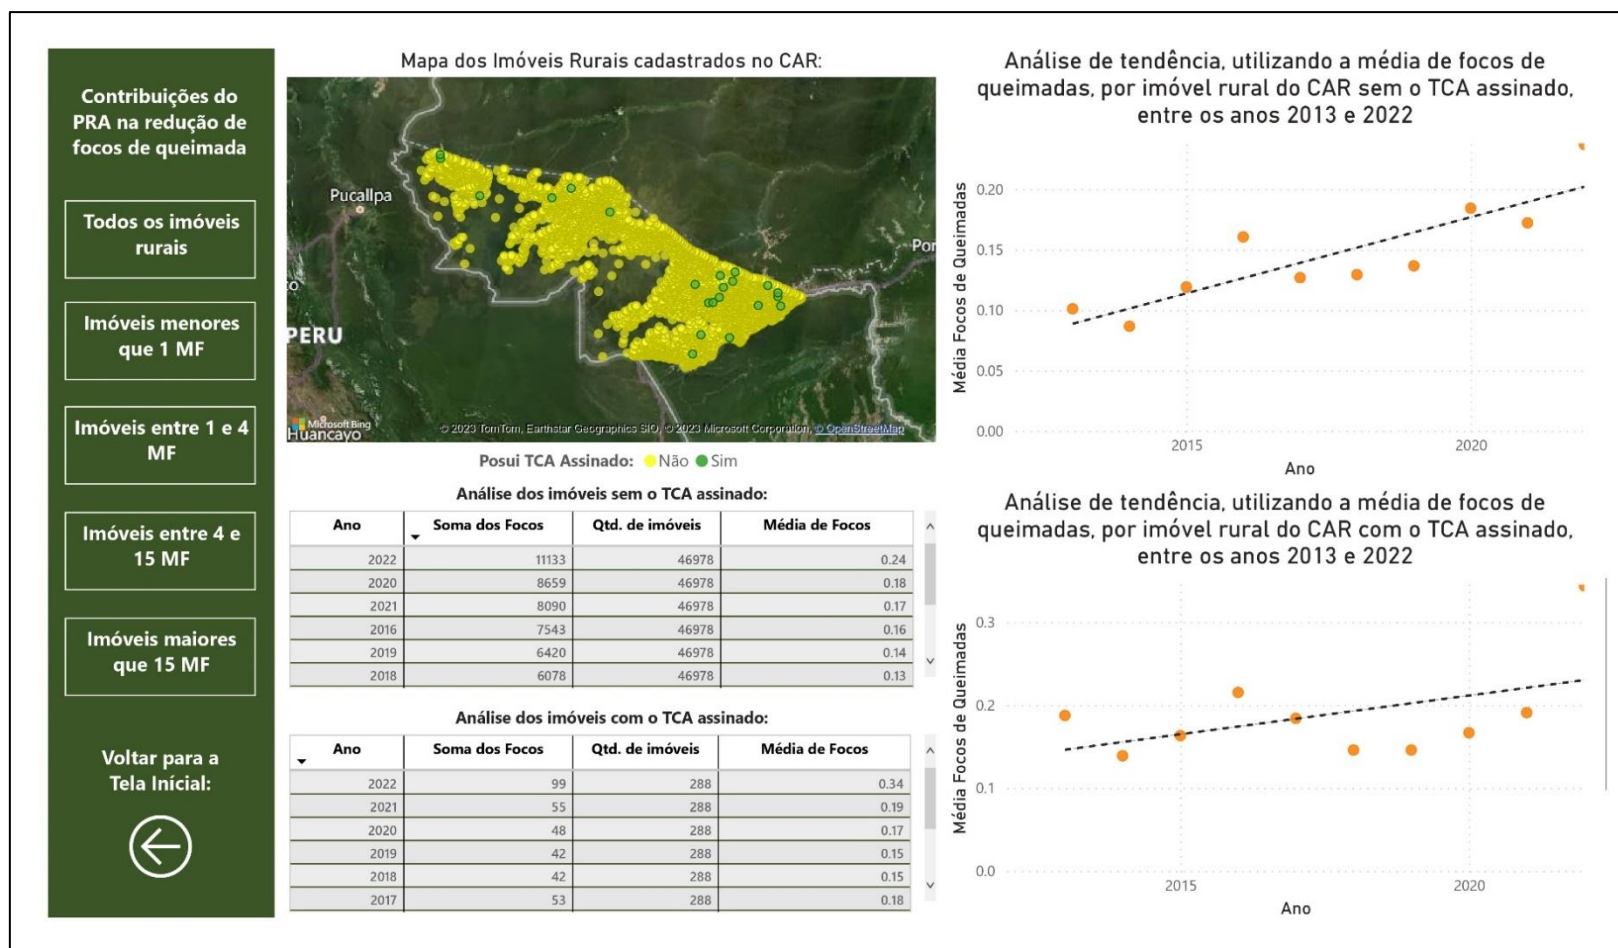 Contribuições do
PRA na redução de
focos de queimada
Todos os imóveis
rurais
Imóveis menores
que 1 MF
Imóveis entre 1 e 4
MF
Imóveis entre 4 e
15 MF
Imóveis maiores
que 15 MF
Voltar para a
Tela Inícial:
Mapa dos Imóveis Rurais cadastrados no CAR:
Pucallpa
PERU
Huancayo
Microsoft Bing
© 2023 TomTom, Earthstar Geographics SIO, © 2023 Microsoft Corporation, © OpenStreetMap
Posui TCA Assinado: Não Sim
Análise dos imóveis sem o TCA assinado:
Ano Soma dos Focos Qtd. de imóveis Média de Focos
2022 11133 46978 0.24
2020 8659 46978 0.18
2021 8090 46978 0.17
2016 7543 46978 0.16
2019 6420 46978 0.14
2018 6078 46978 0.13
Análise dos imóveis com o TCA assinado:
Ano Soma dos Focos Qtd. de imóveis Média de Focos
2022 99 288 0.34
2021 55 288 0.19
2020 48 288 0.17
2019 42 288 0.15
2018 42 288 0.15
2017 53 288 0.18
Análise de tendência, utilizando a média de focos de
queimadas, por imóvel rural do CAR sem o TCA assinado,
entre os anos 2013 e 2022
Média Focos de Queimadas
0.20
0.15
0.10
0.05
0.00
2015 2020
Ano
Análise de tendência, utilizando a média de focos de
queimadas, por imóvel rural do CAR com o TCA assinado,
entre os anos 2013 e 2022
Média Focos de Queimadas
0.3
0.2
0.1
0.0
2015 2020
Ano